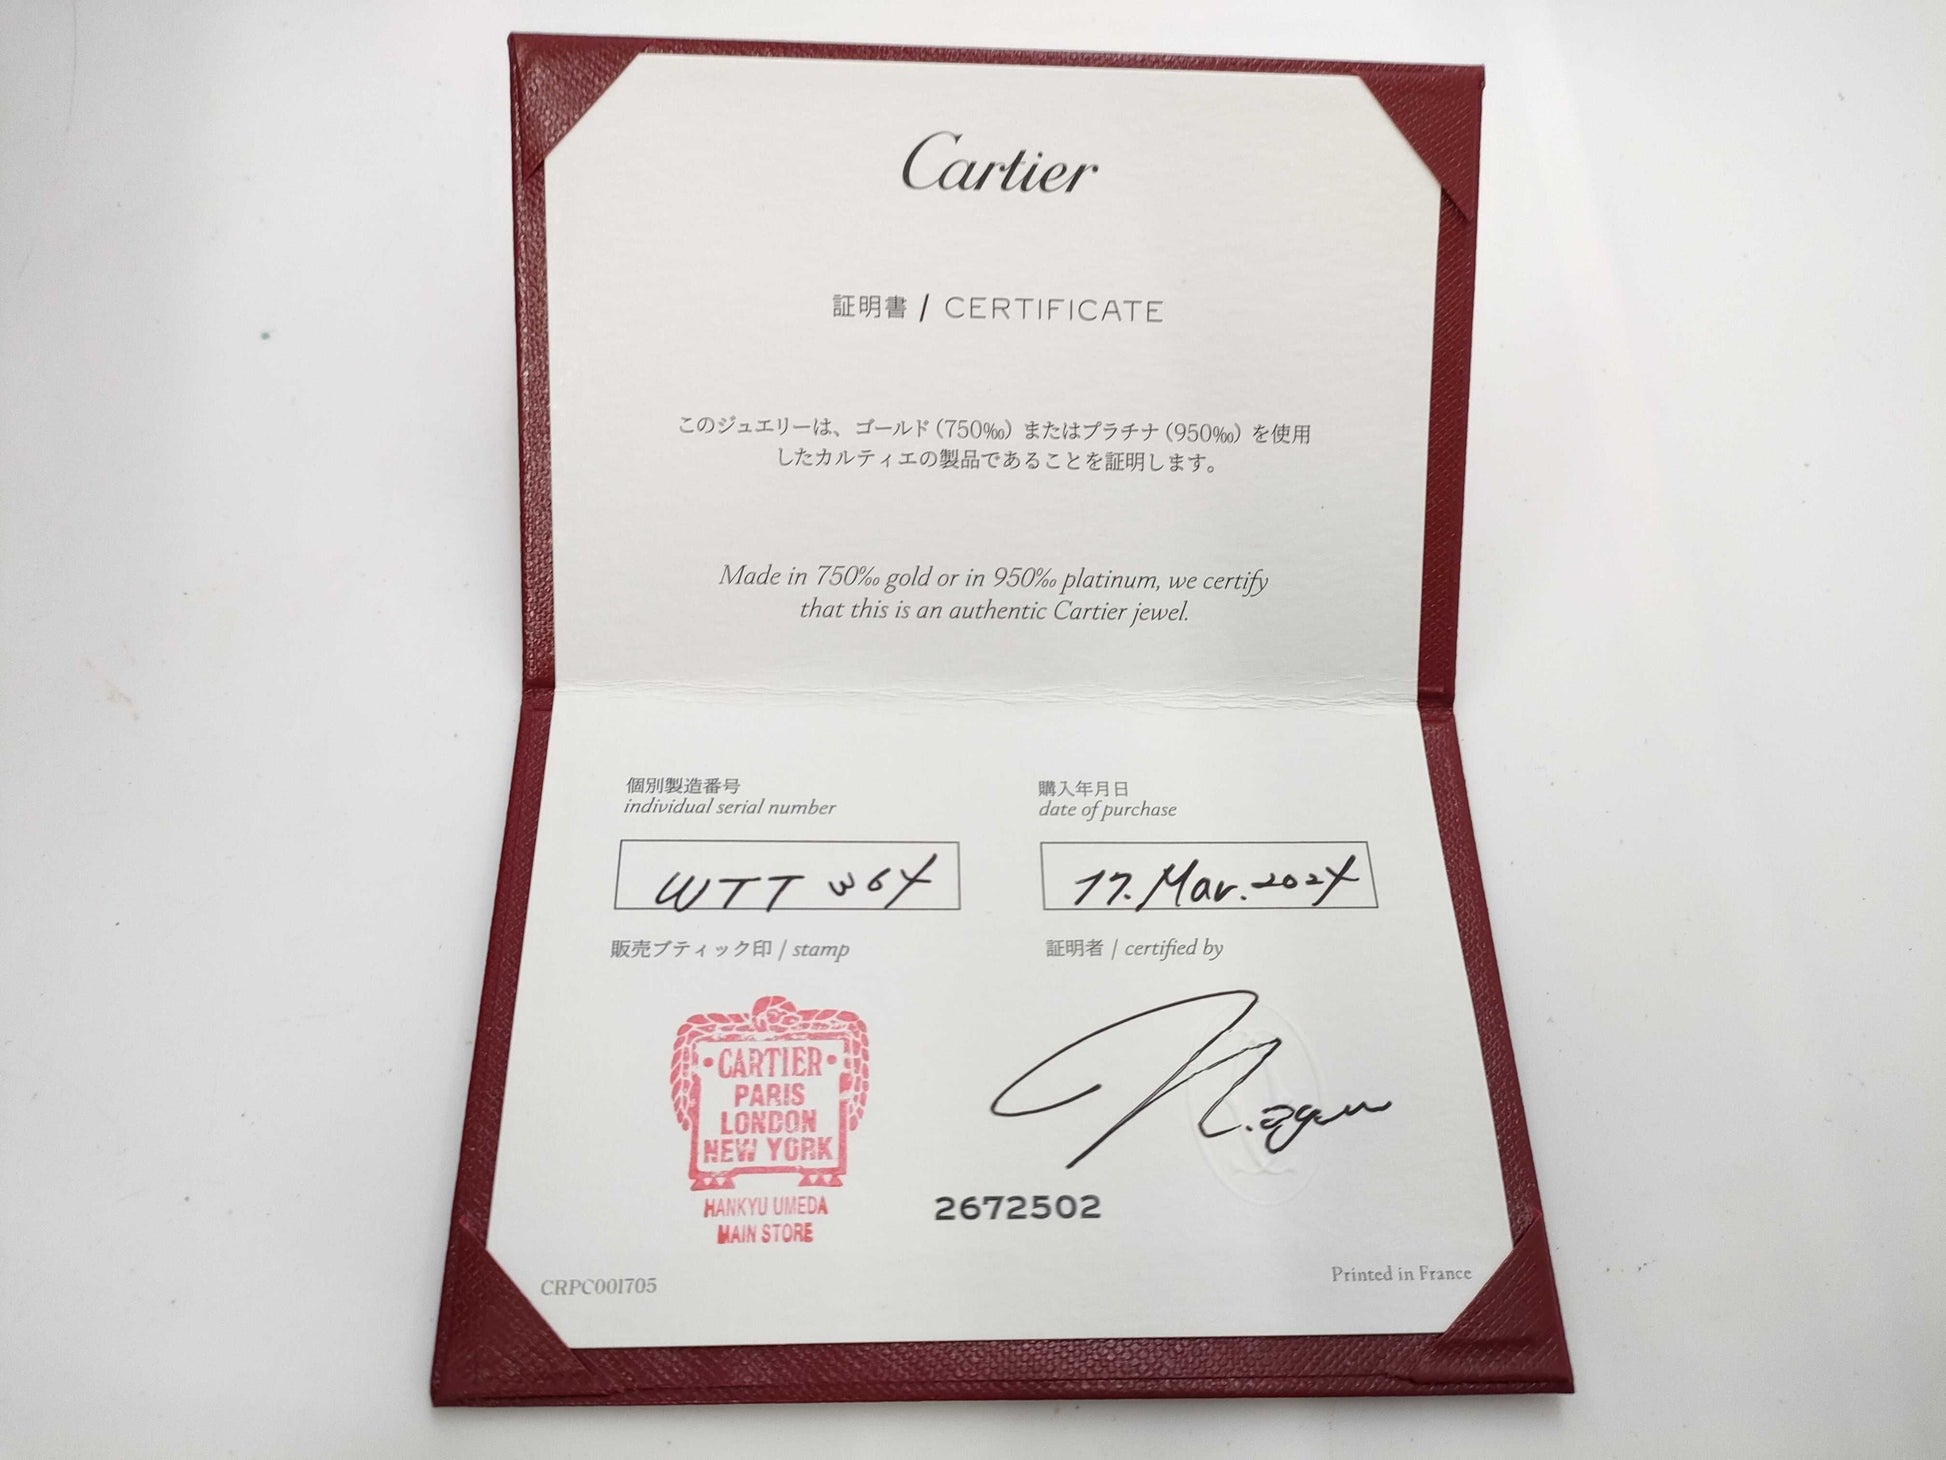 Cartier
証明書 / CERTIFICATE
このジュエリーは、ゴールド（750‰）またはプラチナ（950‰）を使用
したカルティエの製品であることを証明します。
Made in 750‰ gold or in 950‰ platinum, we certify
that this is an authentic Cartier jewel.
個別製造番号
individual serial number
WTT 364
購入年月日
date of purchase
17. Mar. 2024
販売ブティック印 / stamp
·CARTIER·
PARIS
LONDON
NEW YORK
HANKYU UMEDA
MAIN STORE
証明者 / certified by
2672502
CRPC001705
Printed in France